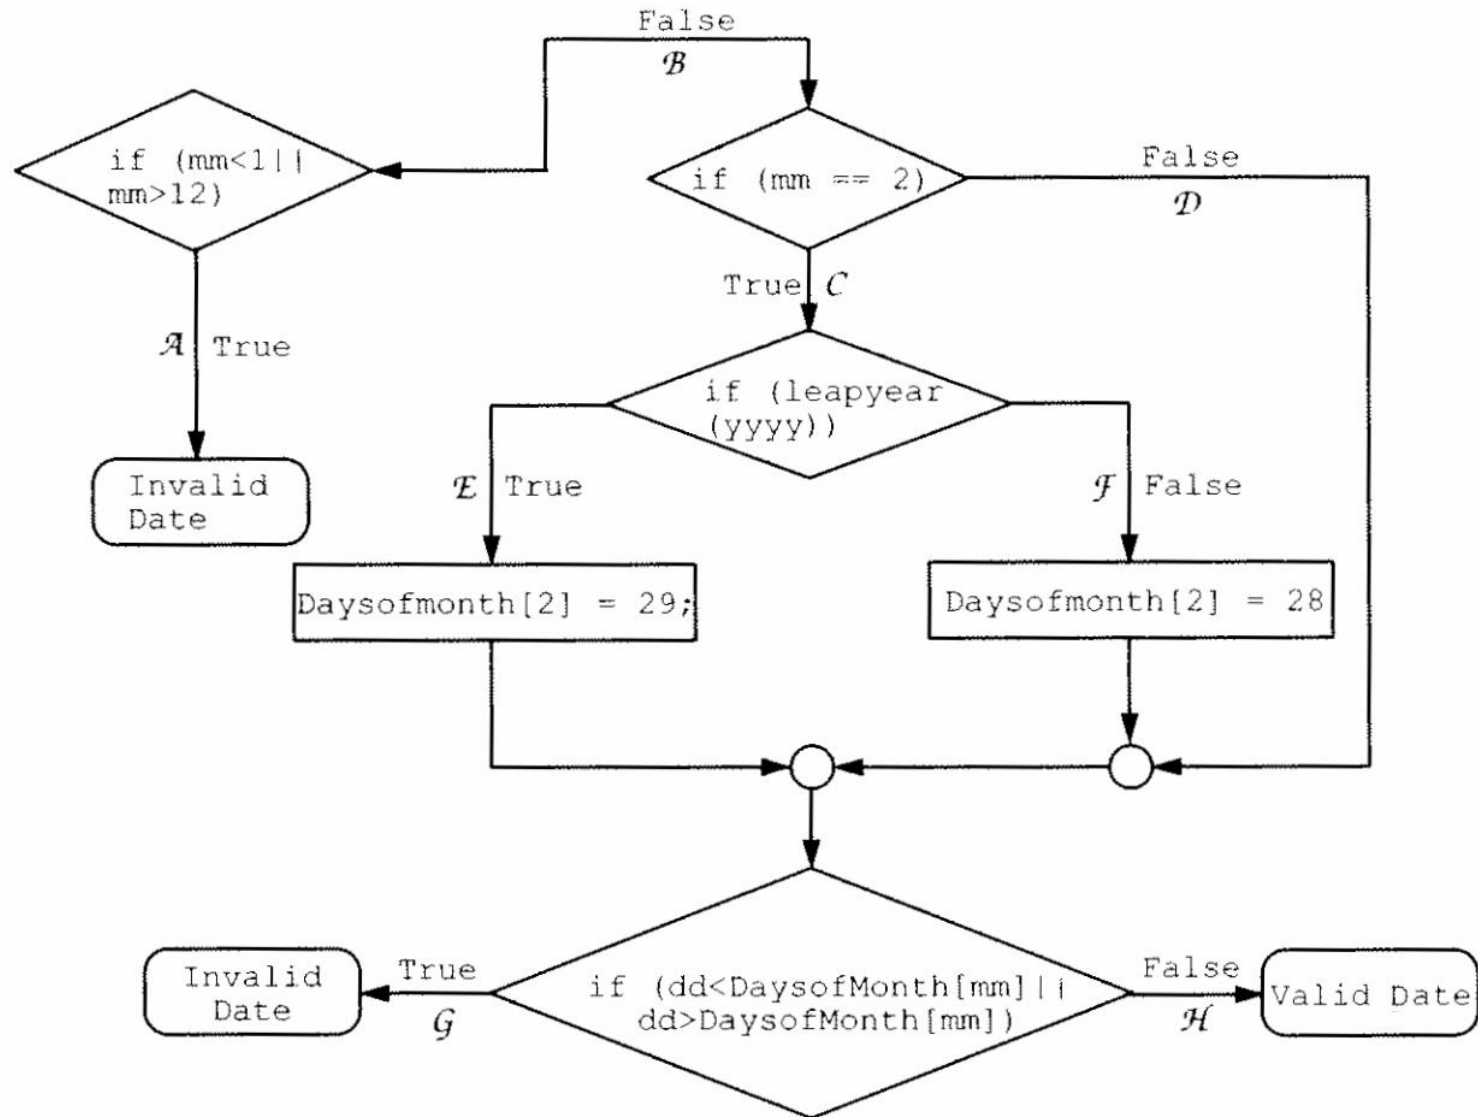 False
B
if (mm<1||
mm>12)
if (mm == 2)
False
D
True C
A True
if (leapyear
(yyyy))
Invalid
Date
E True
F False
Daysofmonth[2] = 29;
Daysofmonth[2] = 28
Invalid
Date
True
G
if (dd<DaysofMonth[mm]||
dd>DaysofMonth[mm])
False
H
Valid Date